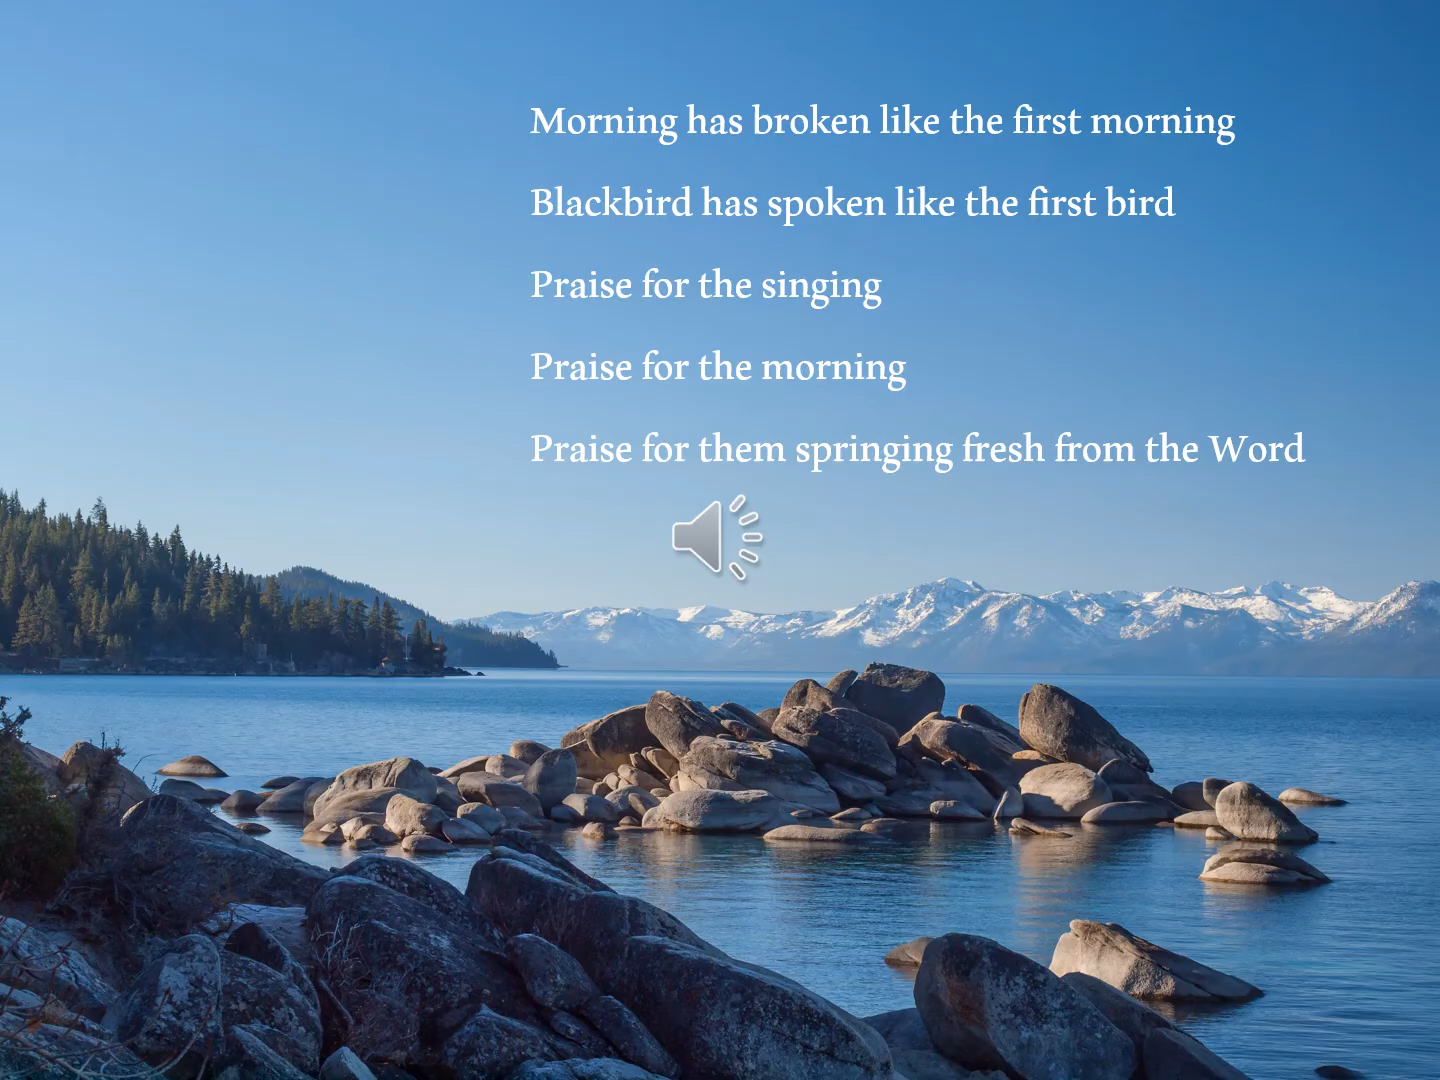 Morning has broken like the first morning
Blackbird has spoken like the first bird
Praise for the singing
Praise for the morning
Praise for them springing fresh from the Word